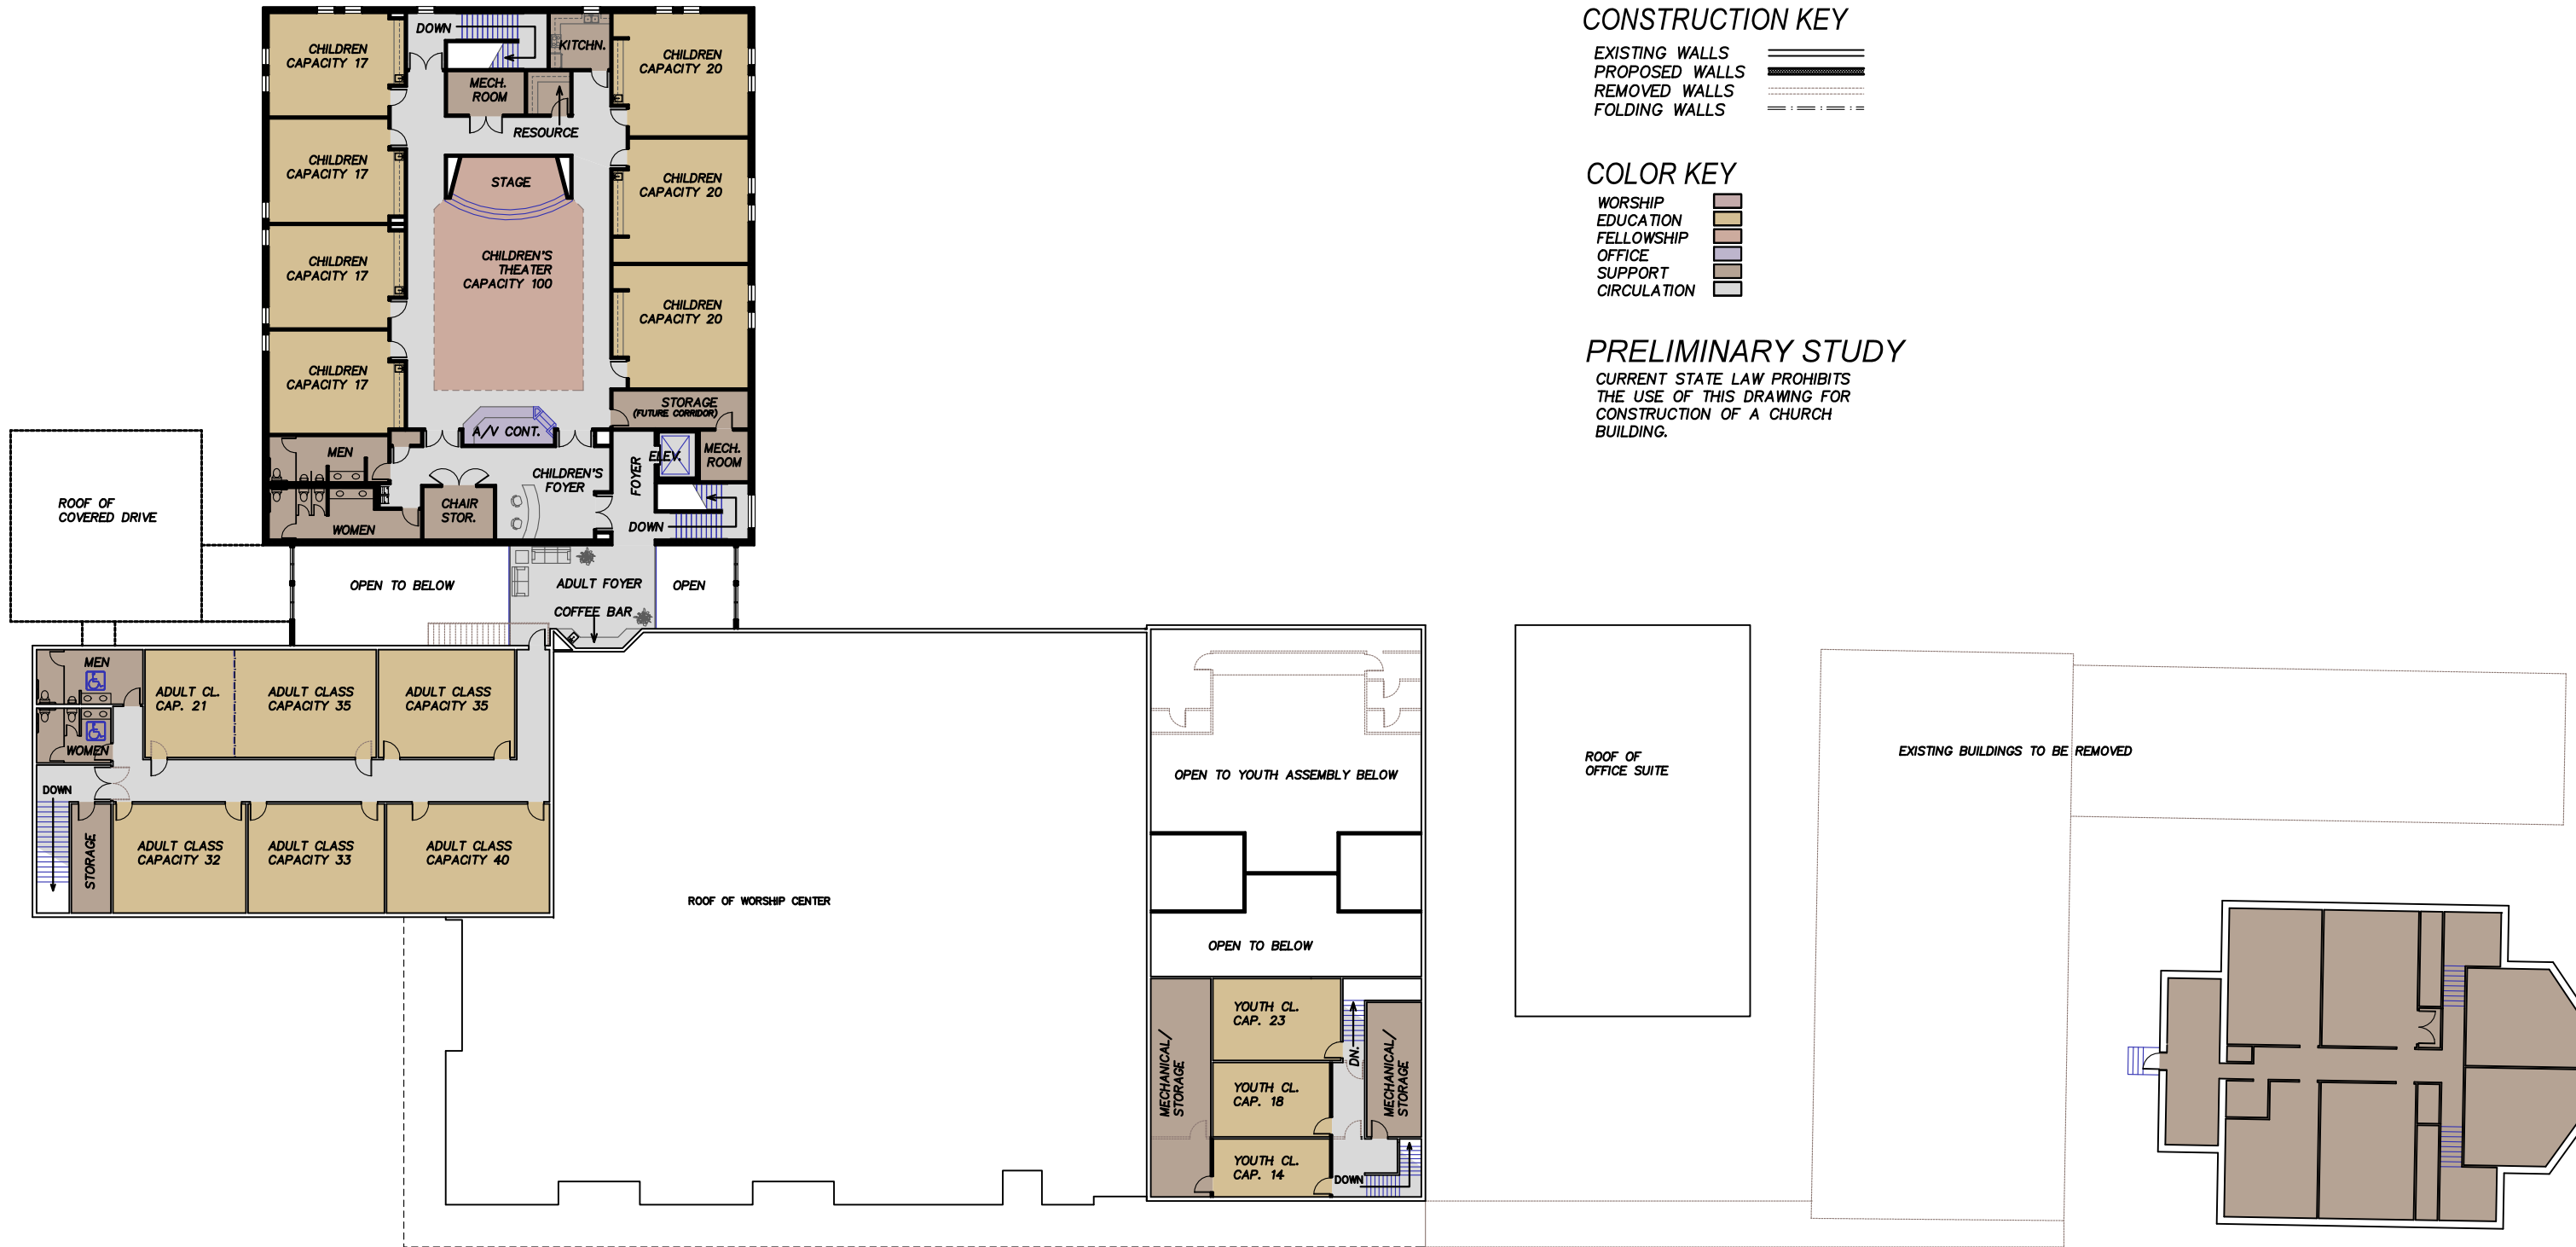 CONSTRUCTION KEY
EXISTING WALLS
PROPOSED WALLS
REMOVED WALLS
FOLDING WALLS
COLOR KEY
WORSHIP
EDUCATION
FELLOWSHIP
OFFICE
SUPPORT
CIRCULATION
PRELIMINARY STUDY
CURRENT STATE LAW PROHIBITS
THE USE OF THIS DRAWING FOR
CONSTRUCTION OF A CHURCH
BUILDING.
CHILDREN
CAPACITY 17
DOWN
KITCHN.
CHILDREN
CAPACITY 20
MECH.
ROOM
RESOURCE
CHILDREN
CAPACITY 17
STAGE
CHILDREN
CAPACITY 20
CHILDREN
CAPACITY 17
CHILDREN'S
THEATER
CAPACITY 100
CHILDREN
CAPACITY 20
CHILDREN
CAPACITY 17
STORAGE
(FUTURE CORRIDOR)
A/V CONT.
MEN
ELEV.
MECH.
ROOM
FOYER
CHILDREN'S
FOYER
CHAIR
STOR.
WOMEN
DOWN
ROOF OF
COVERED DRIVE
OPEN TO BELOW
ADULT FOYER
OPEN
COFFEE BAR
MEN
ADULT CL.
CAP. 21
ADULT CLASS
CAPACITY 35
ADULT CLASS
CAPACITY 35
WOMEN
DOWN
STORAGE
ADULT CLASS
CAPACITY 32
ADULT CLASS
CAPACITY 33
ADULT CLASS
CAPACITY 40
ROOF OF WORSHIP CENTER
OPEN TO YOUTH ASSEMBLY BELOW
OPEN TO BELOW
MECHANICAL/
STORAGE
YOUTH CL.
CAP. 23
DN.
MECHANICAL/
STORAGE
YOUTH CL.
CAP. 18
YOUTH CL.
CAP. 14
DOWN
ROOF OF
OFFICE SUITE
EXISTING BUILDINGS TO BE REMOVED